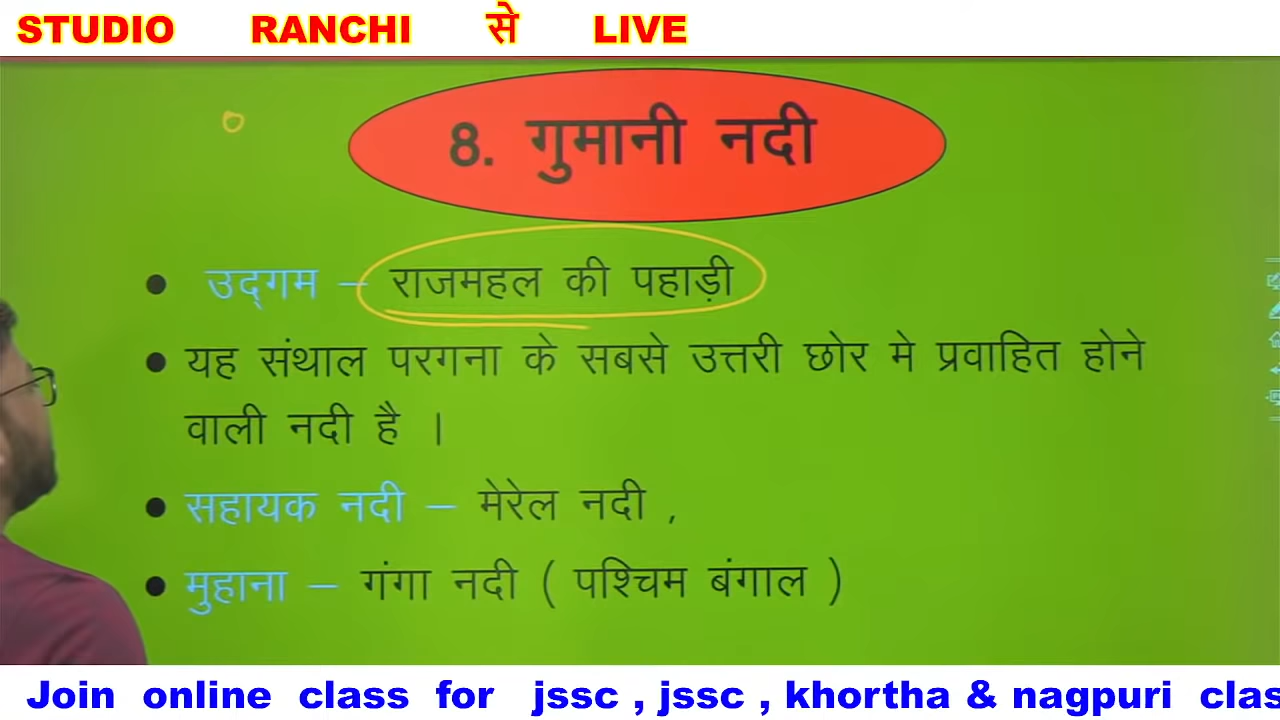 STUDIO RANCHI से LIVE
8. गुमानी नदी
• उद्गम – राजमहल की पहाड़ी
• यह संथाल परगना के सबसे उत्तरी छोर मे प्रवाहित होने
वाली नदी है ।
• सहायक नदी – मेरेल नदी ,
• मुहाना – गंगा नदी ( पश्चिम बंगाल )
Join online class for jssc , jssc , khortha & nagpuri clas